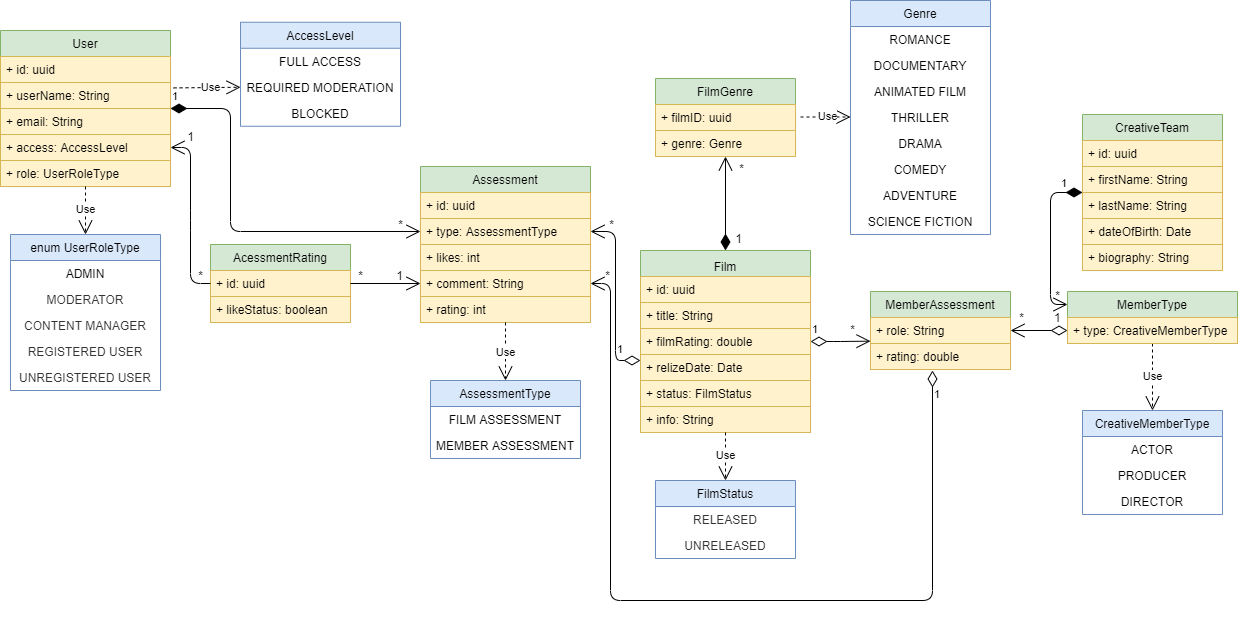 User
+ id: uuid
+ userName: String
+ email: String
+ access: AccessLevel
+ role: UserRoleType
Use
1
1
Use
AccessLevel
FULL ACCESS
REQUIRED MODERATION
BLOCKED
enum UserRoleType
ADMIN
MODERATOR
CONTENT MANAGER
REGISTERED USER
UNREGISTERED USER
*
AcessmentRating
+ id: uuid
+ likeStatus: boolean
*
1
*
Assessment
+ id: uuid
+ type: AssessmentType
+ likes: int
+ comment: String
+ rating: int
*
*
Use
AssessmentType
FILM ASSESSMENT
MEMBER ASSESSMENT
FilmGenre
+ filmID: uuid
+ genre: Genre
Use
*
1
Genre
ROMANCE
DOCUMENTARY
ANIMATED FILM
THRILLER
DRAMA
COMEDY
ADVENTURE
SCIENCE FICTION
Film
+ id: uuid
+ title: String
+ filmRating: double
+ relizeDate: Date
+ status: FilmStatus
+ info: String
1
1
*
Use
FilmStatus
RELEASED
UNRELEASED
MemberAssessment
+ role: String
+ rating: double
1
*
1
CreativeTeam
+ id: uuid
+ firstName: String
+ lastName: String
+ dateOfBirth: Date
+ biography: String
1
*
MemberType
+ type: CreativeMemberType
Use
CreativeMemberType
ACTOR
PRODUCER
DIRECTOR